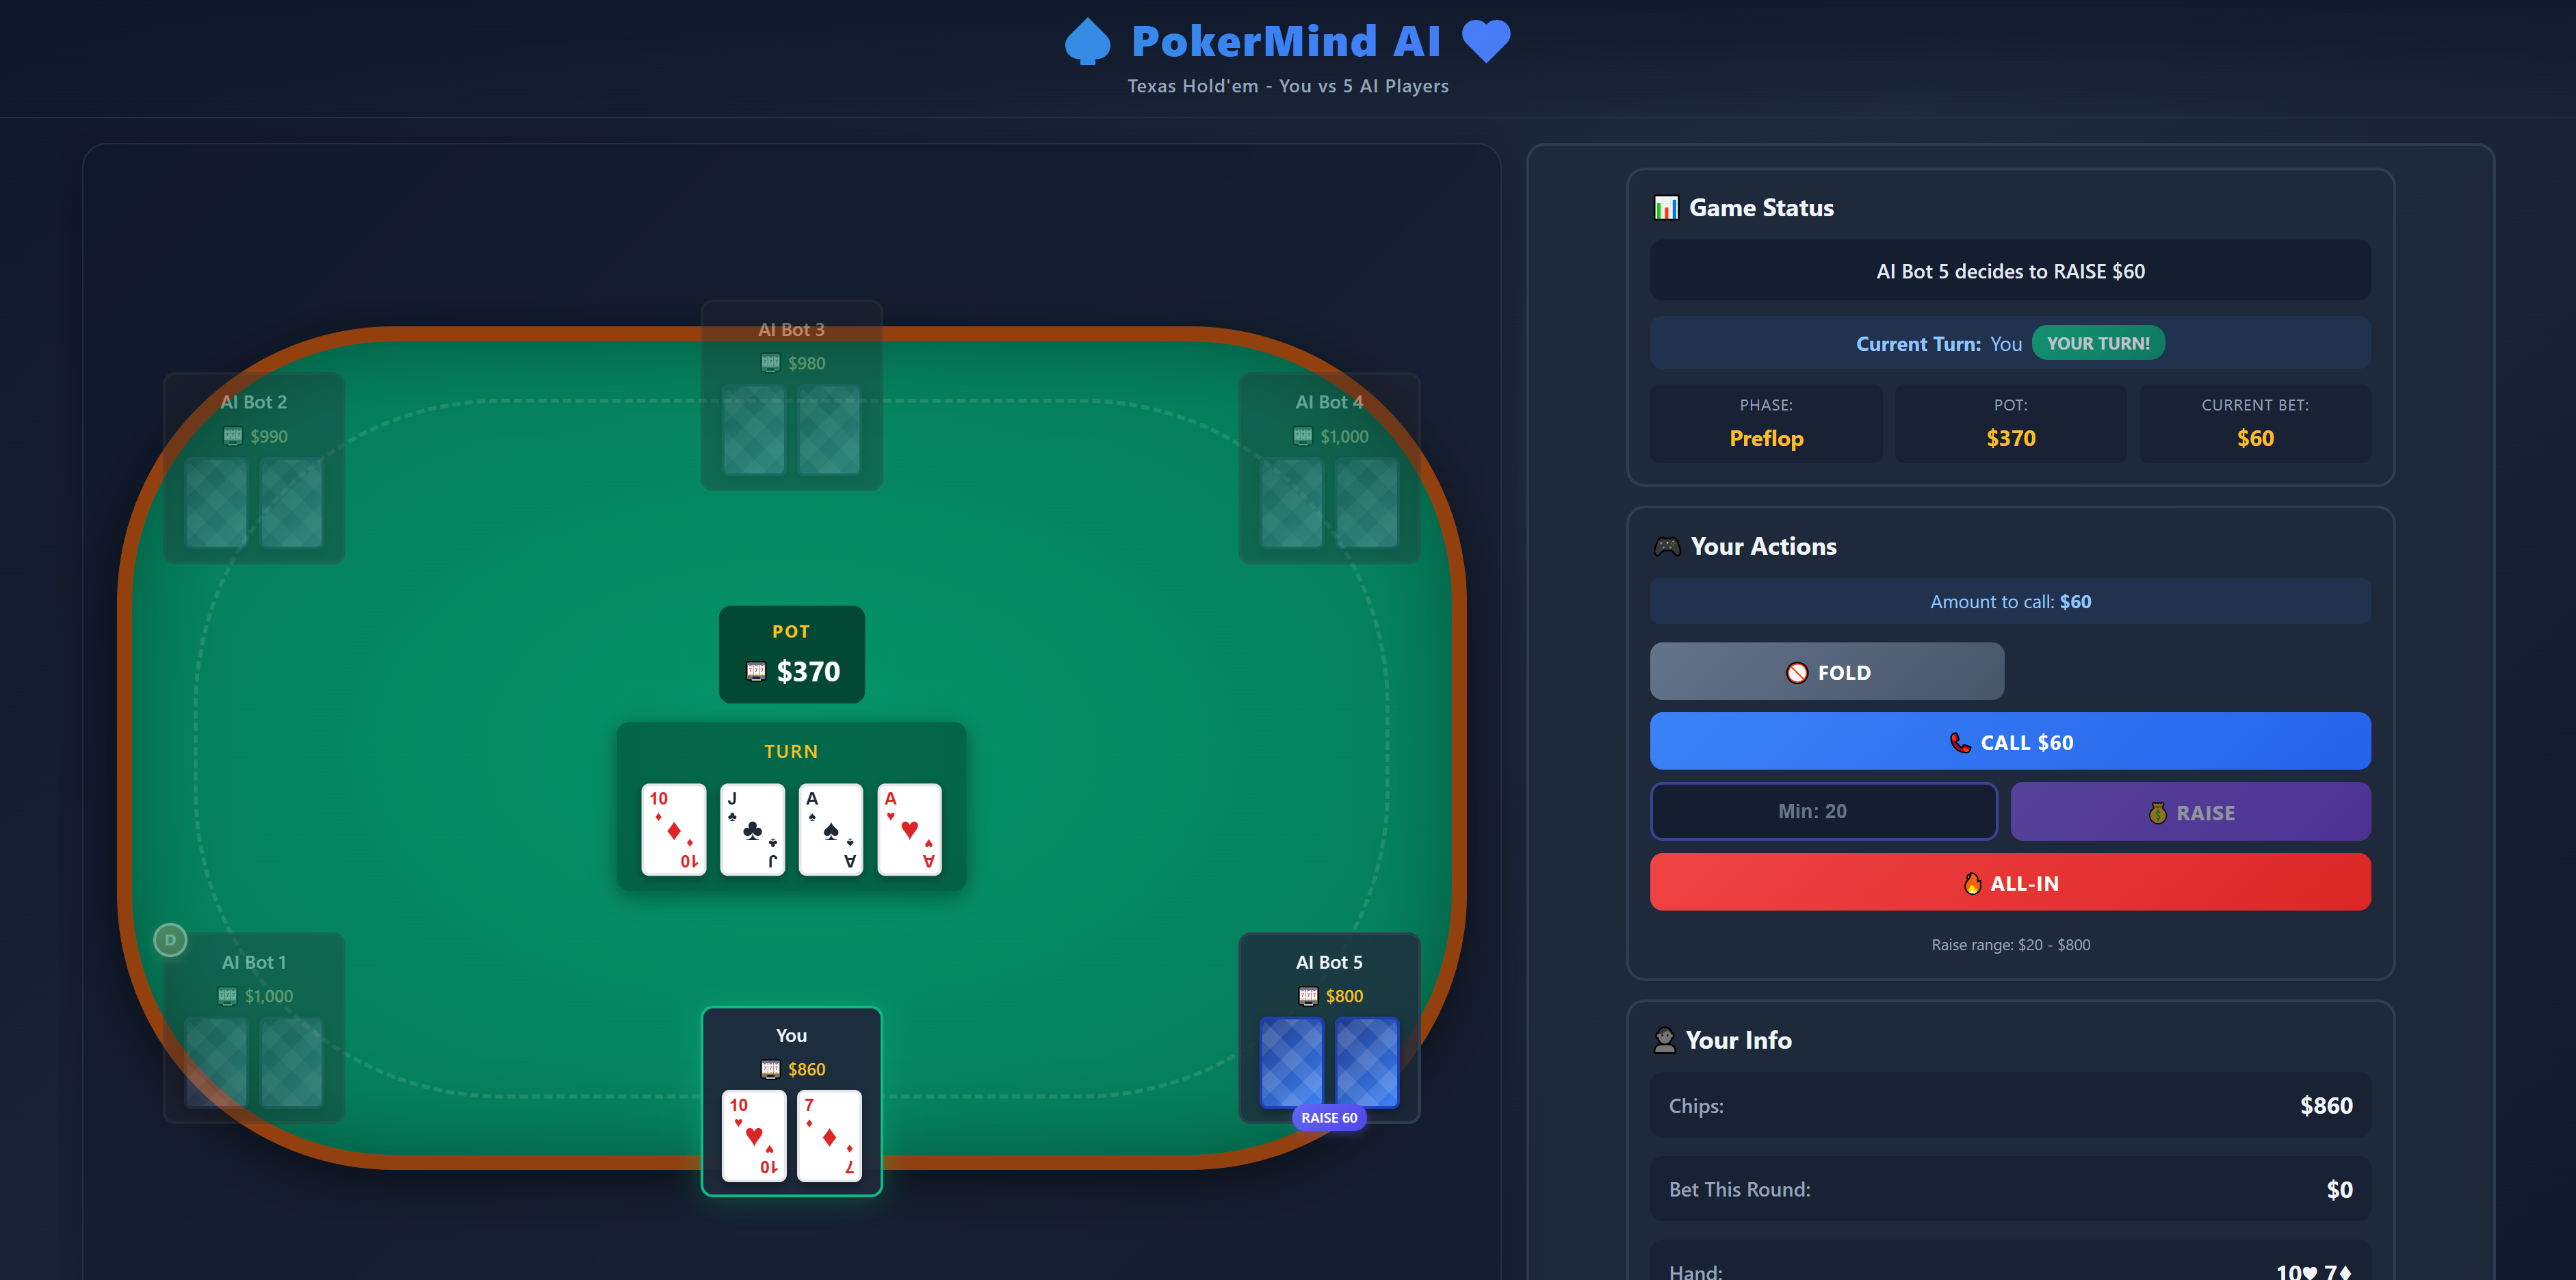 PokerMind AI
Texas Hold'em - You vs 5 AI Players
AI Bot 3
$980
AI Bot 2
$990
AI Bot 4
$1,000
POT
$370
TURN
10 ♦ ♦ ♦ 10
J ♣ ♣ ♣ J
A ♠ ♠ ♠ A
A ♥ ♥ ♥ A
D
AI Bot 1
$1,000
AI Bot 5
$800
RAISE 60
You
$860
10 ♥ ♥ ♥ 10
7 ♦ ♦ ♦ 7
Game Status
AI Bot 5 decides to RAISE $60
Current Turn: You YOUR TURN!
PHASE:
Preflop
POT:
$370
CURRENT BET:
$60
Your Actions
Amount to call: $60
FOLD
CALL $60
Min: 20
RAISE
ALL-IN
Raise range: $20 - $800
Your Info
Chips: $860
Bet This Round: $0
Hand: 10♥ 7♦